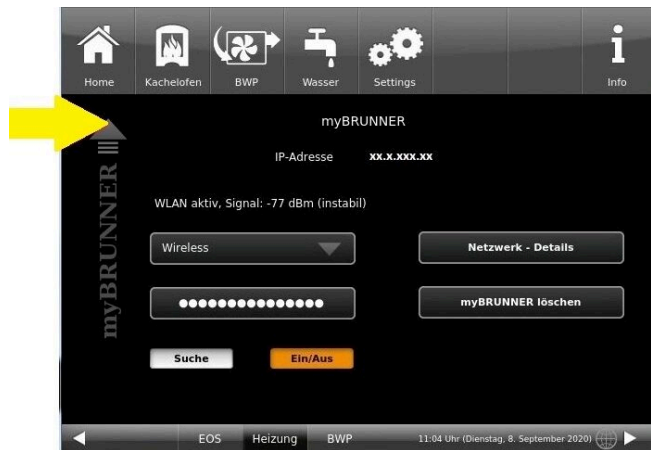 Home Kachelofen BWP Wasser Settings Info
myBRUNNER
myBRUNNER
IP-Adresse xx.x.xxx.xx
WLAN aktiv, Signal: -77 dBm (instabil)
Wireless
Netzwerk - Details
●●●●●●●●●●●●●●●
myBRUNNER löschen
Suche Ein/Aus
EOS Heizung BWP 11:04 Uhr (Dienstag, 8. September 2020)